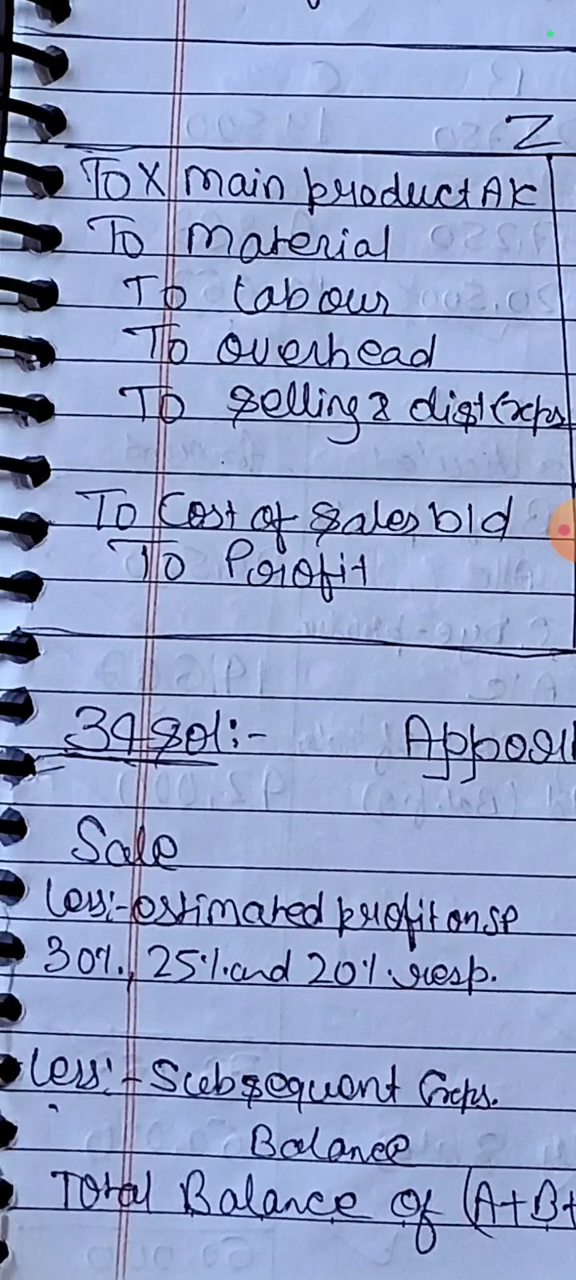 Z
To X main product A/c
To material
To labour
To overhead
To selling & dist Exps
To Cost of sales b/d
To Profit
34 sol:- Appor
Sale
Less:- estimated profit on SP
30%, 25% and 20% resp.
Less:- Subsequent Exps.
Balance
Total Balance of (A+B+